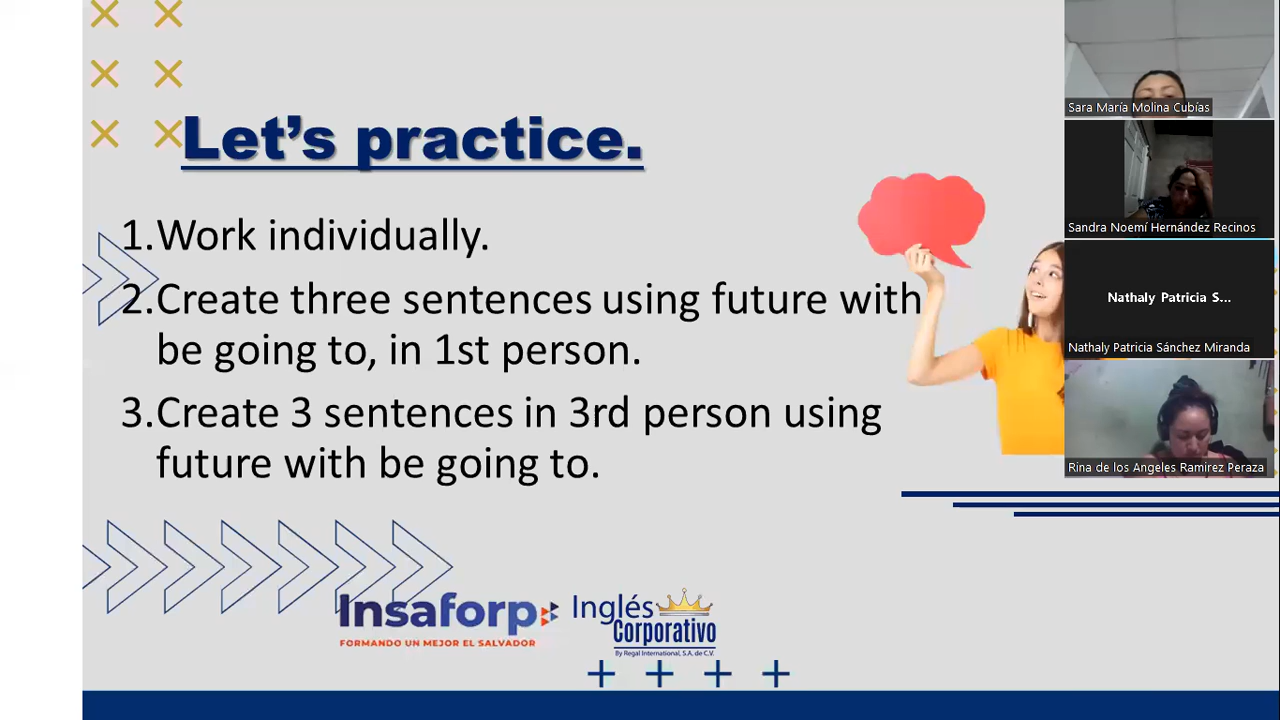 Let's practice.
1.Work individually.
2.Create three sentences using future with
be going to, in 1st person.
3.Create 3 sentences in 3rd person using
future with be going to.
Insaforp
FORMANDO UN MEJOR EL SALVADOR
Inglés
Corporativo
By Regal International, S.A. de C.V.
Sara María Molina Cubías
Sandra Noemí Hernández Recinos
Nathaly Patricia S...
Nathaly Patricia Sánchez Miranda
Rina de los Angeles Ramirez Peraza